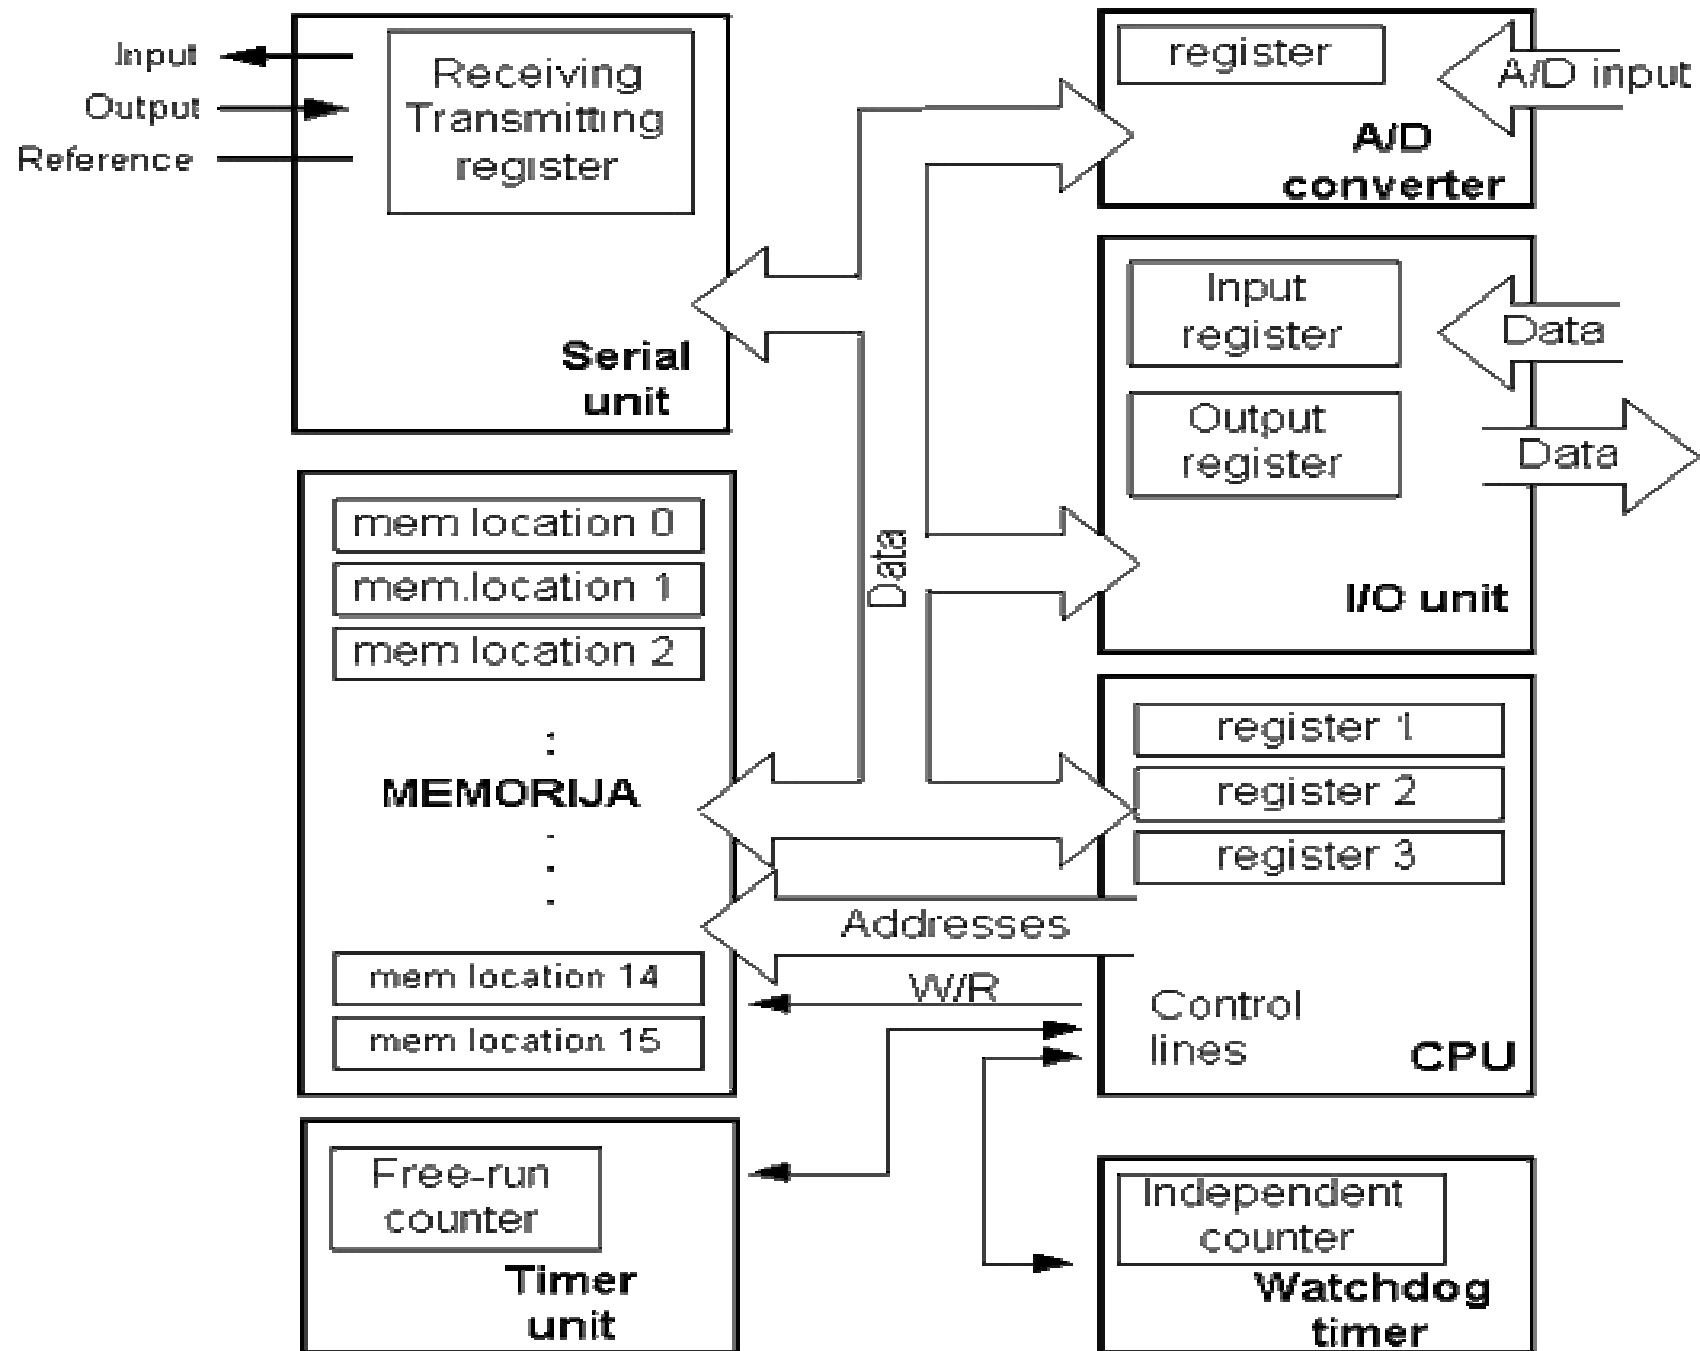 Input
Output
Reference
Receiving
Transmitting
register
Serial
unit
register
A/D input
A/D
converter
Input
register
Data
Output
register
Data
I/O unit
Data
mem location 0
mem.location 1
mem location 2
:
MEMORIJA
.
.
.
mem location 14
mem location 15
register 1
register 2
register 3
Addresses
W/R
Control
lines
CPU
Free-run
counter
Timer
unit
Independent
counter
Watchdog
timer